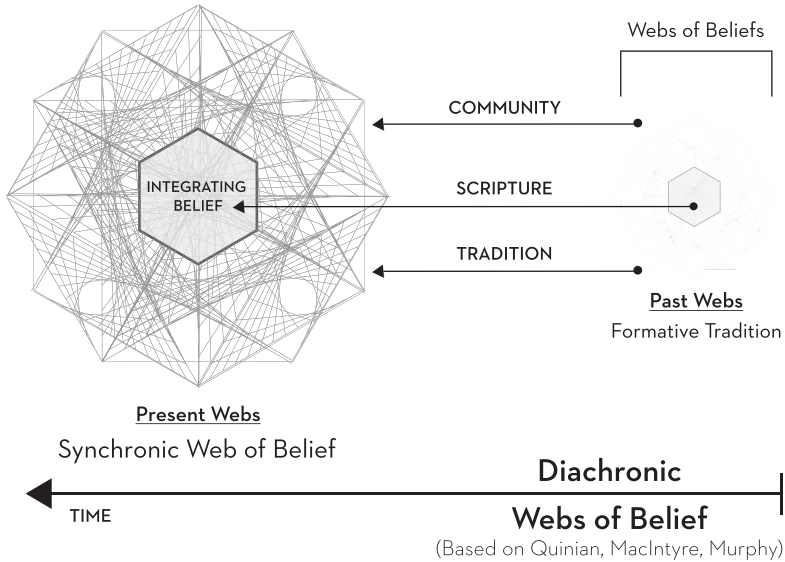 Webs of Beliefs
COMMUNITY
INTEGRATING
BELIEF
SCRIPTURE
TRADITION
Past Webs
Formative Tradition
Present Webs
Synchronic Web of Belief
Diachronic
TIME
Webs of Belief
(Based on Quinian, MacIntyre, Murphy)